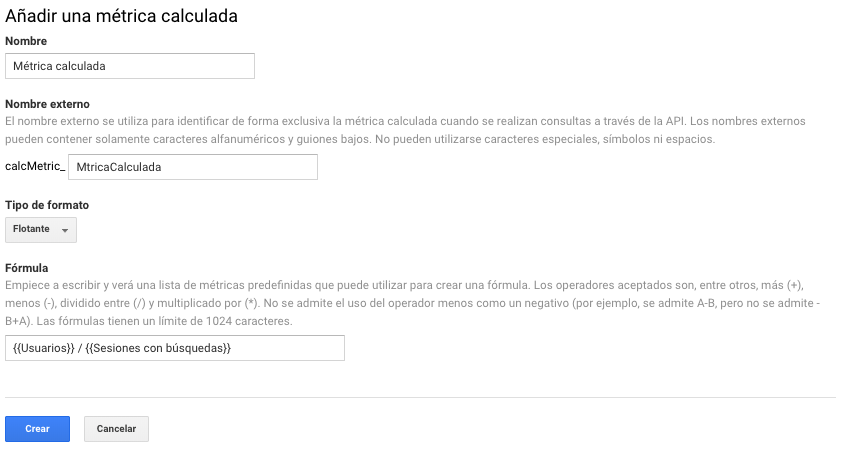 Añadir una métrica calculada
Nombre
Métrica calculada
Nombre externo
El nombre externo se utiliza para identificar de forma exclusiva la métrica calculada cuando se realizan consultas a través de la API. Los nombres externos
pueden contener solamente caracteres alfanuméricos y guiones bajos. No pueden utilizarse caracteres especiales, símbolos ni espacios.
calcMetric_ MtricaCalculada
Tipo de formato
Flotante
Fórmula
Empiece a escribir y verá una lista de métricas predefinidas que puede utilizar para crear una fórmula. Los operadores aceptados son, entre otros, más (+),
menos (-), dividido entre (/) y multiplicado por (*). No se admite el uso del operador menos como un negativo (por ejemplo, se admite A-B, pero no se admite -
B+A). Las fórmulas tienen un límite de 1024 caracteres.
{{Usuarios}} / {{Sesiones con búsquedas}}
Crear Cancelar